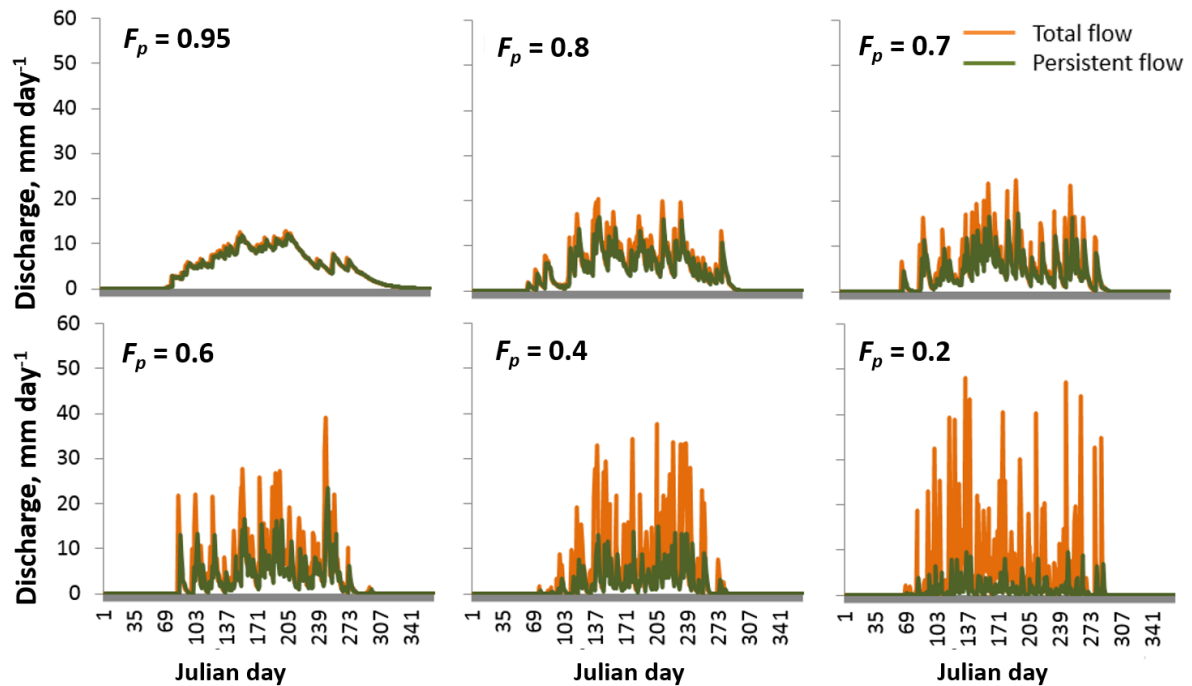 60
50
40
30
20
10
0
Discharge, mm day-1
Fp = 0.95
Fp = 0.8
Fp = 0.7
Total flow
Persistent flow
60
50
40
30
20
10
0
Discharge, mm day-1
Fp = 0.6
Fp = 0.4
Fp = 0.2
1 35 69 103 137 171 205 239 273 307 341
1 35 69 103 137 171 205 239 273 307 341
1 35 69 103 137 171 205 239 273 307 341
Julian day
Julian day
Julian day